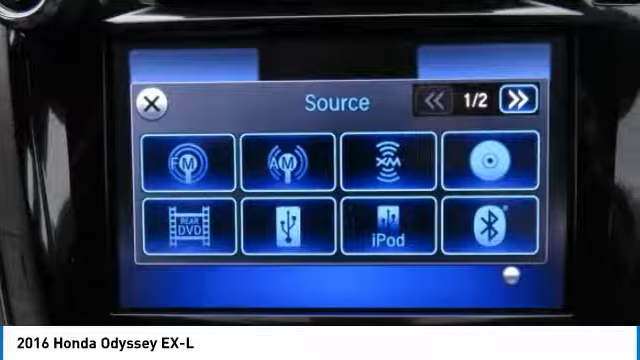 Source
1/2
FM
AM
XM
REAR
DVD
iPod
2016 Honda Odyssey EX-L